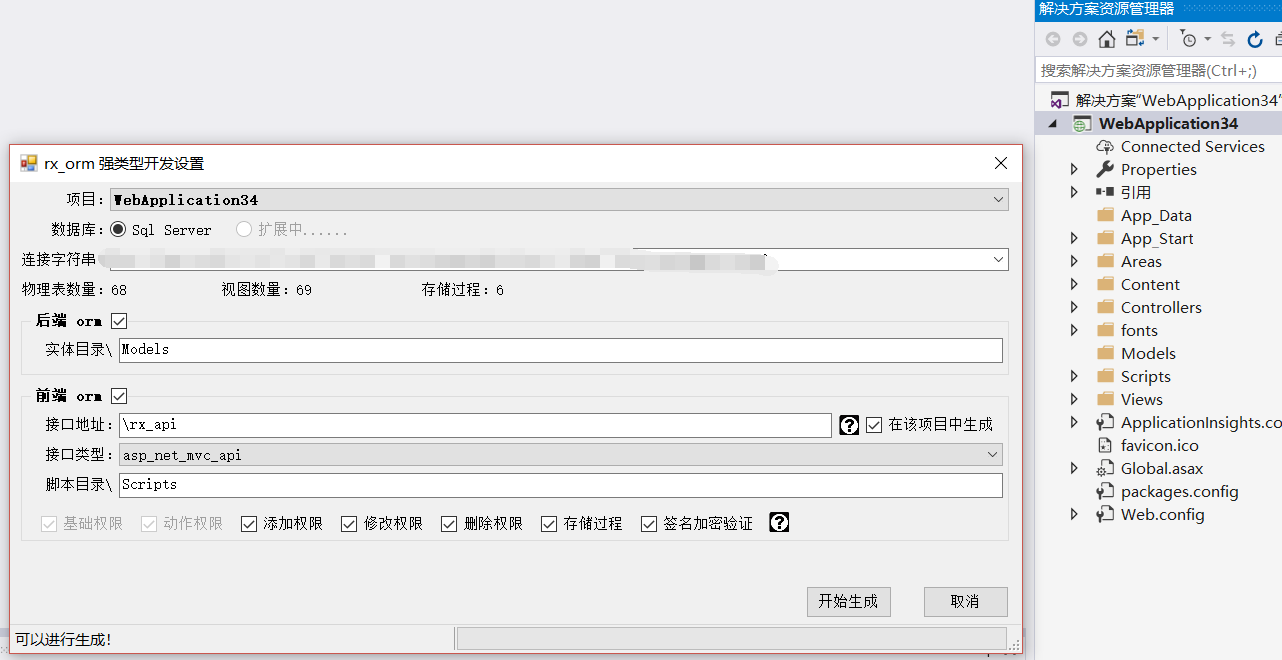 rx_orm 强类型开发设置
项目： WebApplication34
数据库： Sql Server 扩展中......
连接字符串
物理表数量：68 视图数量：69 存储过程：6
后端 orm
实体目录\ Models
前端 orm
接口地址： \rx_api 在该项目中生成
接口类型： asp_net_mvc_api
脚本目录\ Scripts
基础权限 动作权限 添加权限 修改权限 删除权限 存储过程 签名加密验证
开始生成 取消
可以进行生成!
解决方案资源管理器
搜索解决方案资源管理器(Ctrl+;)
解决方案"WebApplication34"
WebApplication34
Connected Services
Properties
引用
App_Data
App_Start
Areas
Content
Controllers
fonts
Models
Scripts
Views
ApplicationInsights.co
favicon.ico
Global.asax
packages.config
Web.config